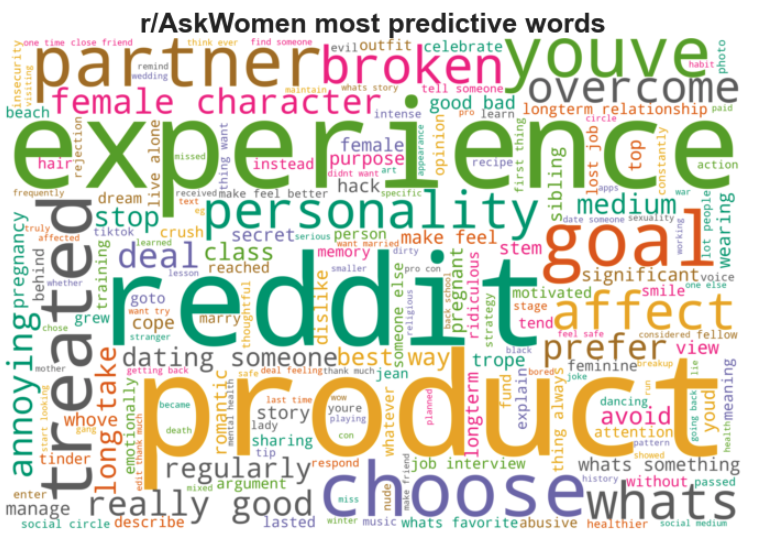 r/AskWomen most predictive words
one time close friend
think ever
find someone
evil
outfit
celebrate
youve
habit
photo
insecurity
visiting
partner
remind
wedding
broken
whats story
tell someone
overcome
maintain
female character
intense
good bad
pro
learn
longterm relationship
paid
beach
circle
experience
rejection
live alone
missed
thing want
female
purpose
didnt want
art
appearance
opinion
recipe
first thing
sibling
lost job
top
constantly
action
hair
instead
hack
specific
frequently
received
make feel better
text
eg
dream
stop
personality
medium
apps
war
lot people
wearing
date someone
sexuality
working
truly
affected
tiktok
crush
secret
serious
person
make feel
stem
goal
treated
pregnancy
behind
training
learned
deal
class
memory
want married
dirty
ridiculous
significant
voice
whether
lesson
reached
smaller
pro con
religious
back school
pregnant
motivated
smile
one else
grew
goto
want try
stranger
cope
marry
thoughtful
reddit
dislike
someone else
strategy
stage
tend
affect
feel safe
considered
fellow
annoying
chose
mother
long
take
dating someone
best way
trope
black
prefer
view
feminine
breakup
bored
joke
lie
getting back
safe
deal feeling
thank much
jean
product
whove
tinder
gang
start looking
emotionally
edit thank much
became
death
romantic
mental health
last time
wow
youre
playing
story
lady
con
sharing
tip
whatever
planned
longterm
explain
fund
thing always
dancing
run
avoid
youd
meaning
going back
health
attention
pattern
showed
regularly
argument
respond
job interview
whats something
enter
manage
mixed
really good
miss
nude
make friend
choose
history
without
passed
whats
social circle
describe
lasted
winter
music
whats favorite
abusive
healthier
social medium